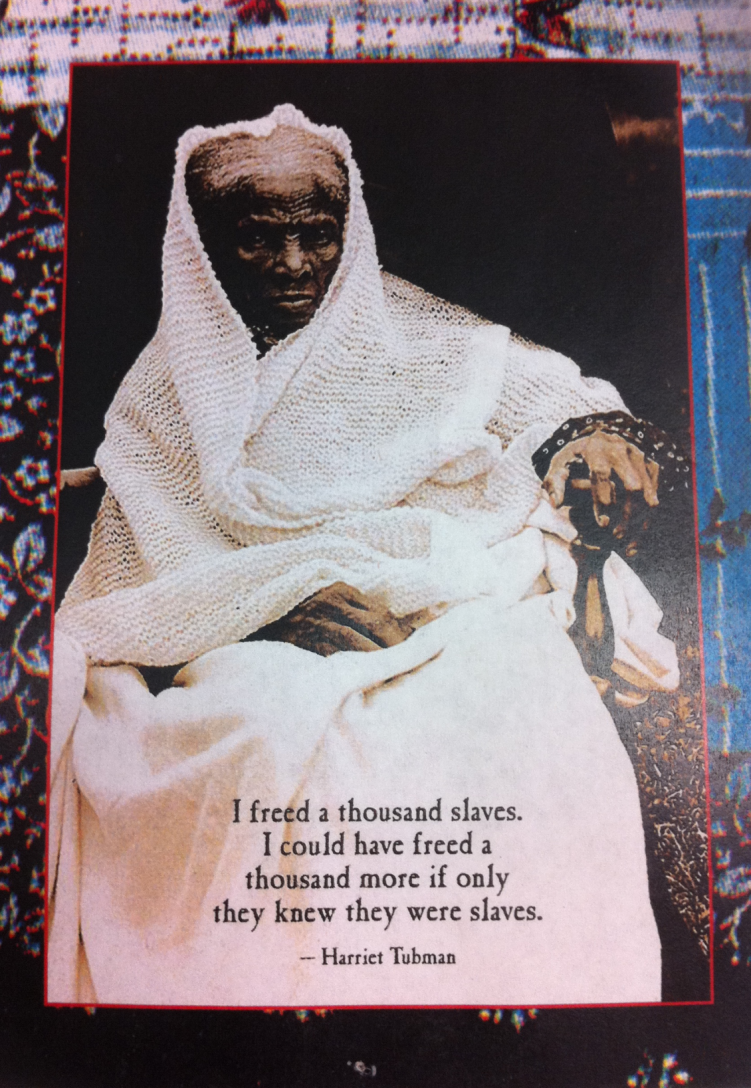 I freed a thousand slaves.
I could have freed a
thousand more if only
they knew they were slaves.
— Harriet Tubman